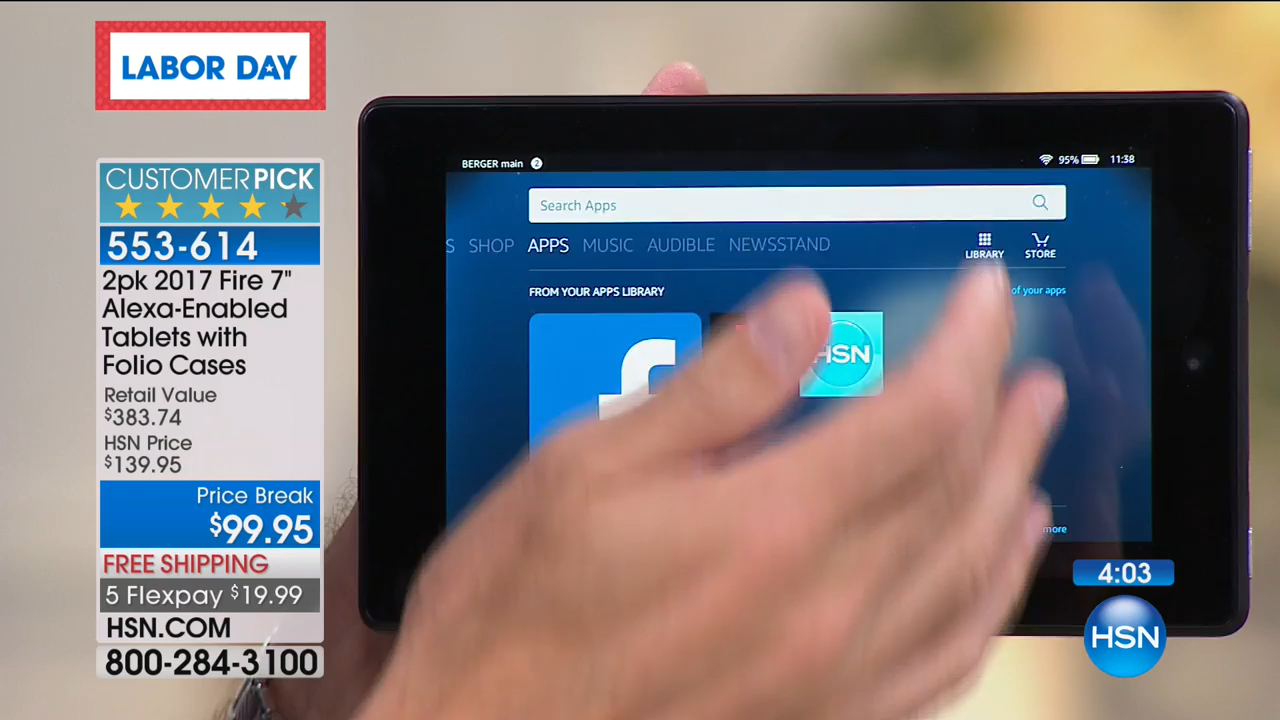 LABOR DAY
CUSTOMER PICK
553-614
2pk 2017 Fire 7"
Alexa-Enabled
Tablets with
Folio Cases
Retail Value
$383.74
HSN Price
$139.95
Price Break
$99.95
FREE SHIPPING
5 Flexpay $19.99
HSN.COM
800-284-3100
BERGER main 2
95% 11:38
Search Apps
S SHOP APPS MUSIC AUDIBLE NEWSSTAND
LIBRARY STORE
FROM YOUR APPS LIBRARY
of your apps
f
HSN
more
4:03
HSN